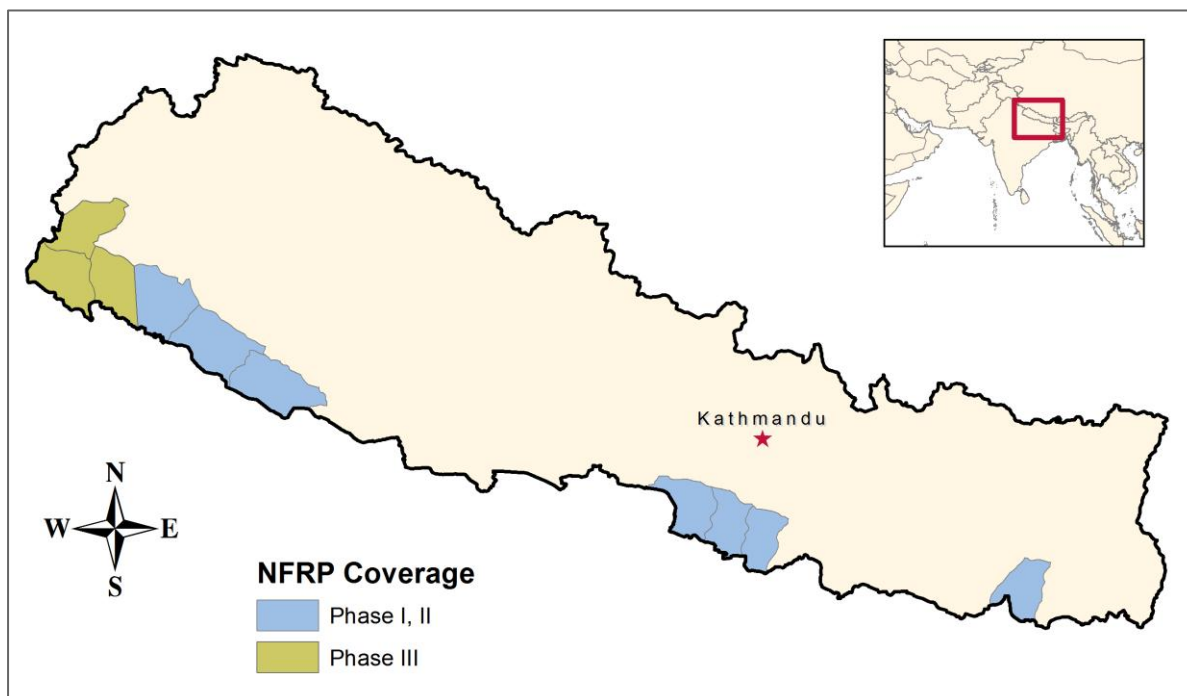 Kathmandu
N
W E
S
NFRP Coverage
Phase I, II
Phase III